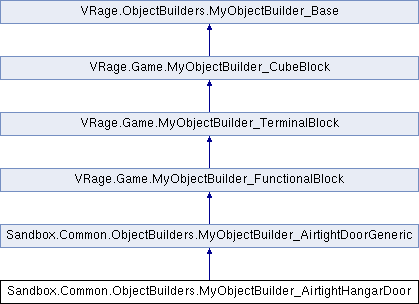 VRage.ObjectBuilders.MyObjectBuilder_Base
VRage.Game.MyObjectBuilder_CubeBlock
VRage.Game.MyObjectBuilder_TerminalBlock
VRage.Game.MyObjectBuilder_FunctionalBlock
Sandbox.Common.ObjectBuilders.MyObjectBuilder_AirtightDoorGeneric
Sandbox.Common.ObjectBuilders.MyObjectBuilder_AirtightHangarDoor